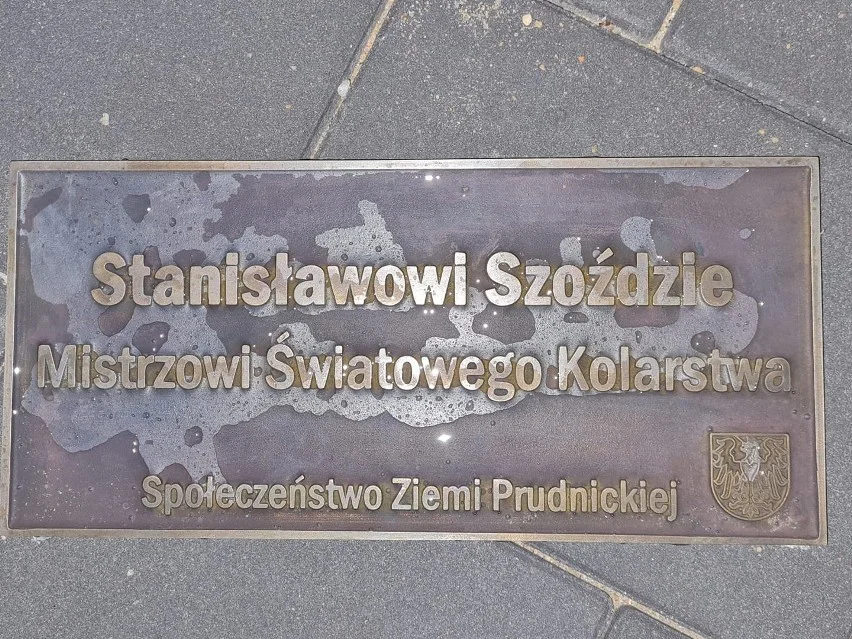 Stanisławowi Szoździe
Mistrzowi Światowego Kolarstwa
Społeczeństwo Ziemi Prudnickiej